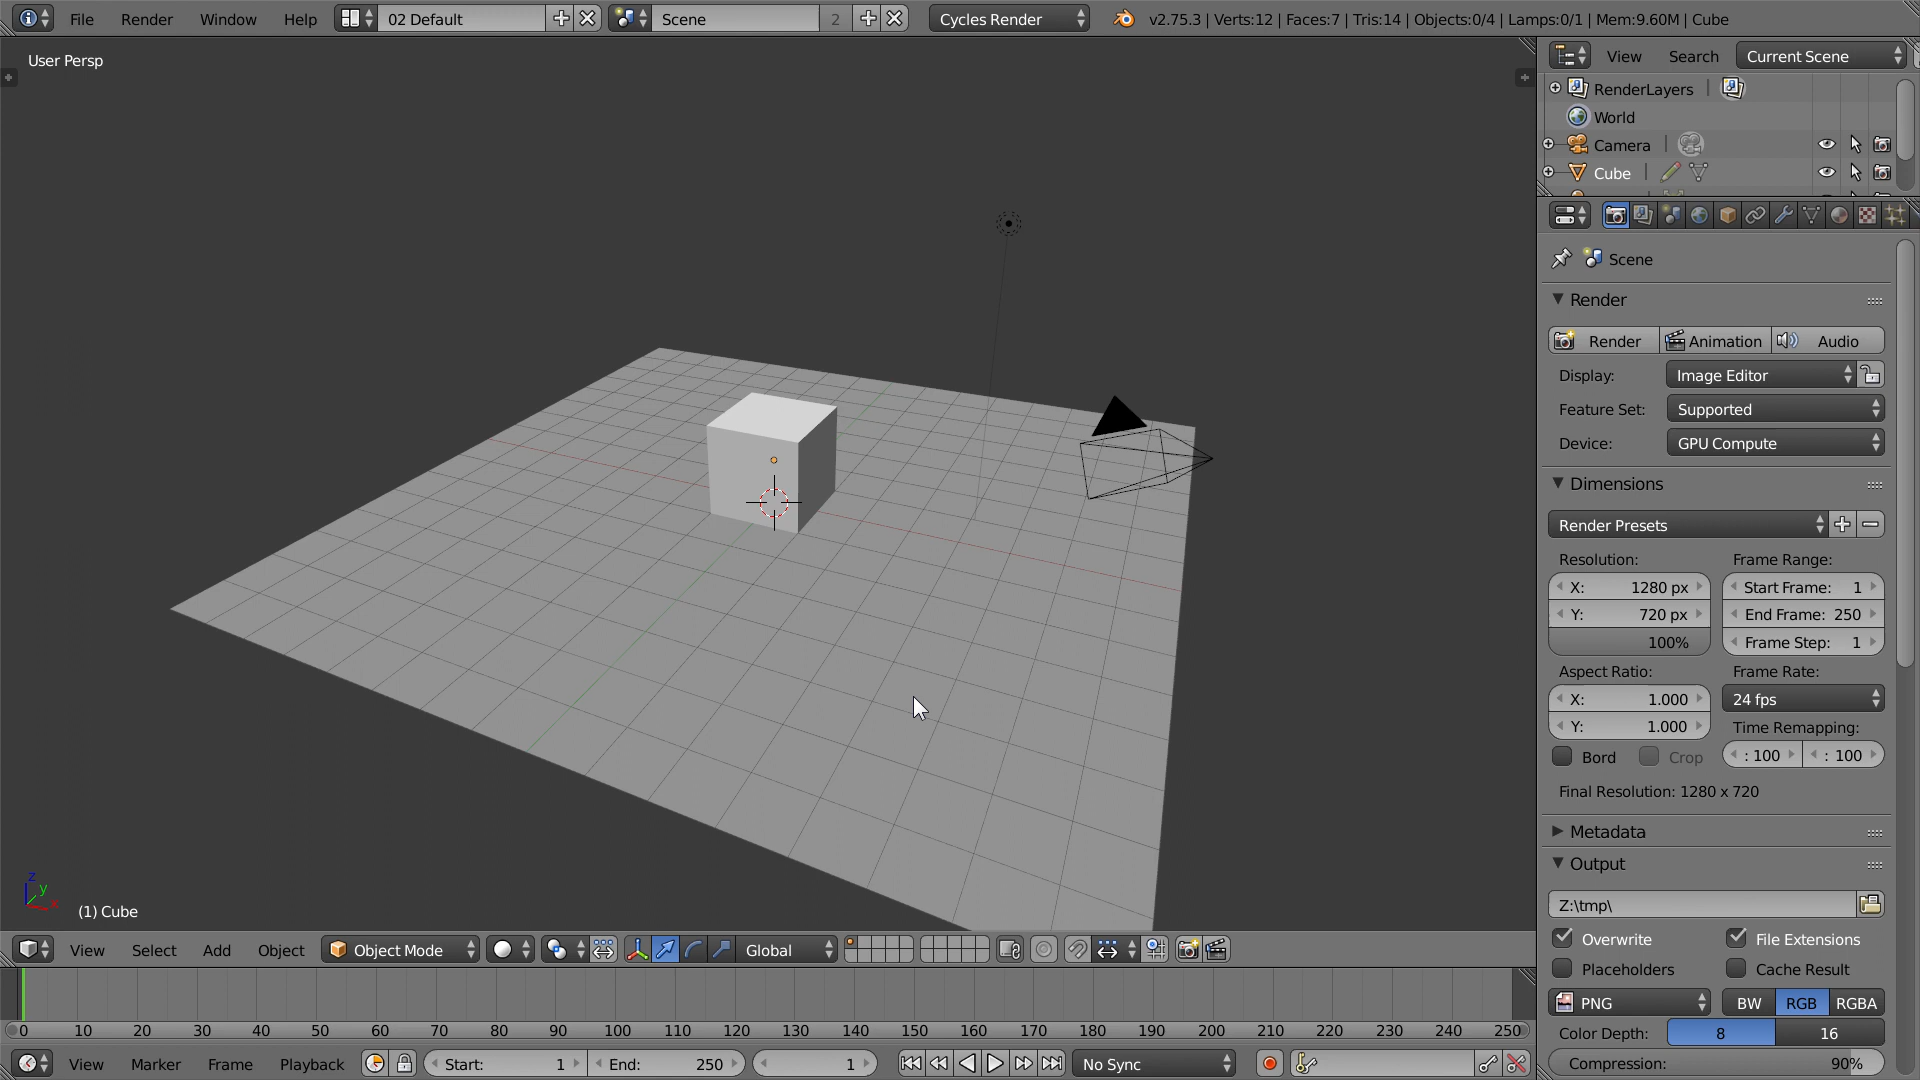 File Render Window Help 02 Default Scene 2 Cycles Render v2.75.3 | Verts:12 | Faces:7 | Tris:14 | Objects:0/4 | Lamps:0/1 | Mem:9.60M | Cube
User Persp
View Search Current Scene
RenderLayers
World
Camera
Cube
Scene
Render
Render Animation Audio
Display: Image Editor
Feature Set: Supported
Device: GPU Compute
Dimensions
Render Presets
Resolution: Frame Range:
X: 1280 px Start Frame: 1
Y: 720 px End Frame: 250
100% Frame Step: 1
Aspect Ratio: Frame Rate:
X: 1.000 24 fps
Y: 1.000 Time Remapping:
Bord Crop : 100 : 100
Final Resolution: 1280 x 720
Metadata
Output
Z:\tmp\
Overwrite File Extensions
Placeholders Cache Result
PNG BW RGB RGBA
Color Depth: 8 16
Compression: 90%
z
y
x
(1) Cube
View Select Add Object Object Mode Global
0 10 20 30 40 50 60 70 80 90 100 110 120 130 140 150 160 170 180 190 200 210 220 230 240 250
View Marker Frame Playback Start: 1 End: 250 1 No Sync